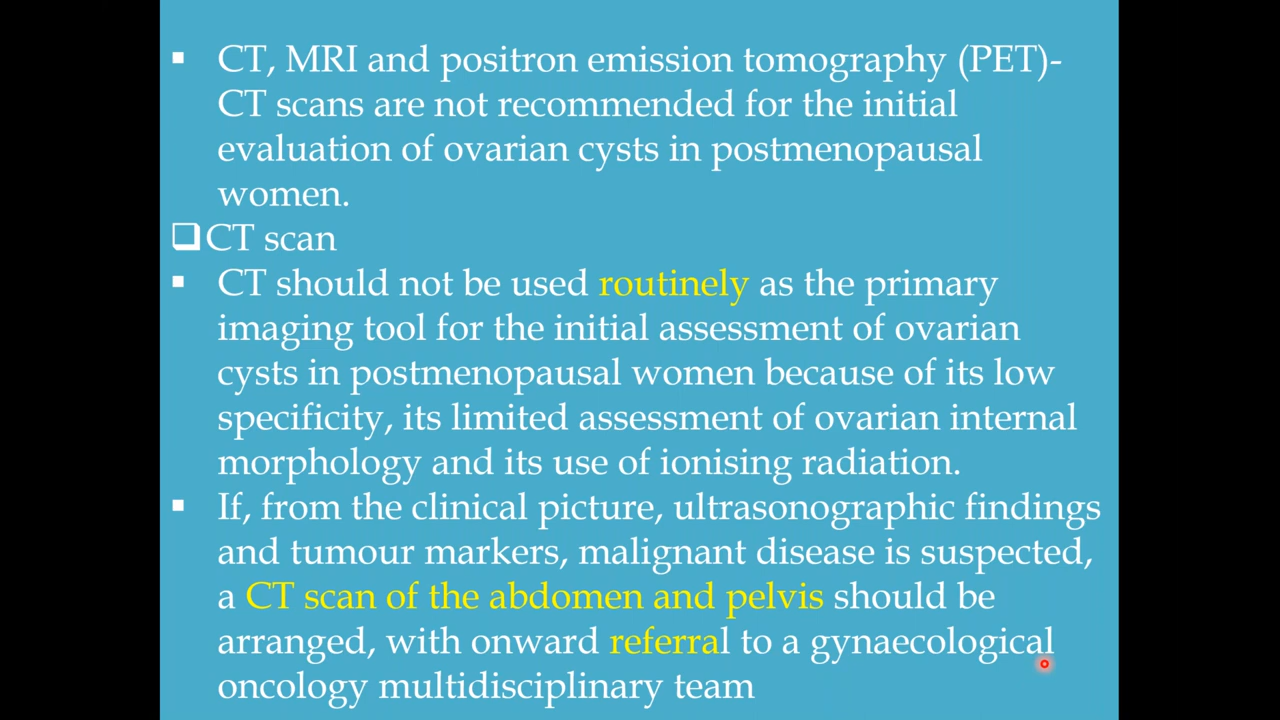 ▪ CT, MRI and positron emission tomography (PET)-
CT scans are not recommended for the initial
evaluation of ovarian cysts in postmenopausal
women.
❑CT scan
▪ CT should not be used routinely as the primary
imaging tool for the initial assessment of ovarian
cysts in postmenopausal women because of its low
specificity, its limited assessment of ovarian internal
morphology and its use of ionising radiation.
▪ If, from the clinical picture, ultrasonographic findings
and tumour markers, malignant disease is suspected,
a CT scan of the abdomen and pelvis should be
arranged, with onward referral to a gynaecological
oncology multidisciplinary team